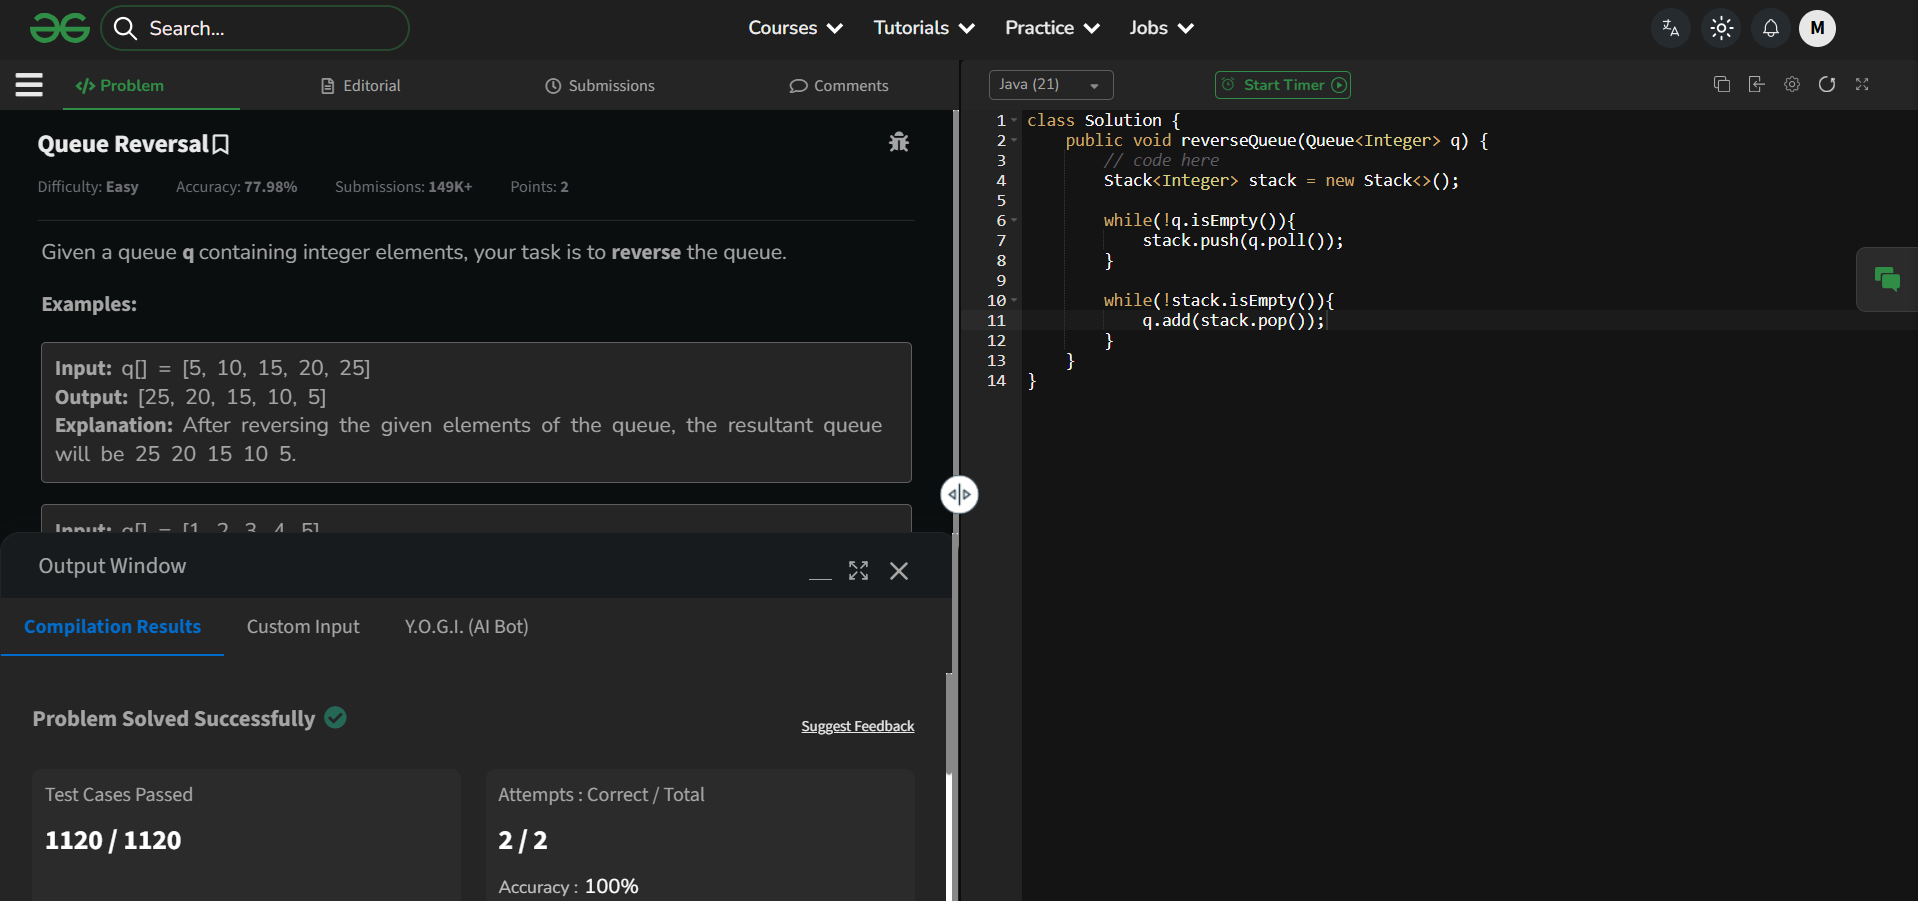 Search...
Courses
Tutorials
Practice
Jobs
M
Problem
Editorial
Submissions
Comments
Java (21)
Start Timer
Queue Reversal
Difficulty: Easy
Accuracy: 77.98%
Submissions: 149K+
Points: 2
Given a queue q containing integer elements, your task is to reverse the queue.
Examples:
Input: q[] = [5, 10, 15, 20, 25]
Output: [25, 20, 15, 10, 5]
Explanation: After reversing the given elements of the queue, the resultant queue
will be 25 20 15 10 5.
Input: q[] = [1, 2, 3, 4, 5]
Output Window
Compilation Results
Custom Input
Y.O.G.I. (AI Bot)
Problem Solved Successfully
Suggest Feedback
Test Cases Passed
1120 / 1120
Attempts : Correct / Total
2 / 2
Accuracy : 100%
1 class Solution {
2     public void reverseQueue(Queue<Integer> q) {
3         // code here
4         Stack<Integer> stack = new Stack<>();
5
6         while(!q.isEmpty()){
7             stack.push(q.poll());
8         }
9
10         while(!stack.isEmpty()){
11             q.add(stack.pop());
12         }
13     }
14 }